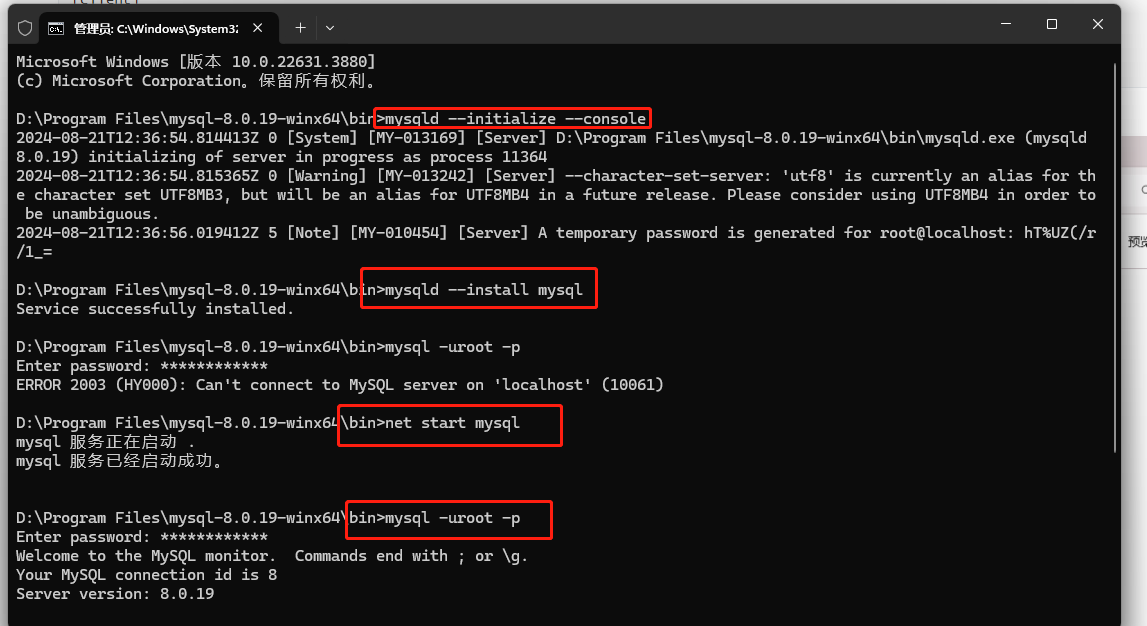 管理员: C:\Windows\System32
Microsoft Windows [版本 10.0.22631.3880]
(c) Microsoft Corporation。保留所有权利。
D:\Program Files\mysql-8.0.19-winx64\bin>mysqld --initialize --console
2024-08-21T12:36:54.814413Z 0 [System] [MY-013169] [Server] D:\Program Files\mysql-8.0.19-winx64\bin\mysqld.exe (mysqld
8.0.19) initializing of server in progress as process 11364
2024-08-21T12:36:54.815365Z 0 [Warning] [MY-013242] [Server] --character-set-server: 'utf8' is currently an alias for th
e character set UTF8MB3, but will be an alias for UTF8MB4 in a future release. Please consider using UTF8MB4 in order to
be unambiguous.
2024-08-21T12:36:56.019412Z 5 [Note] [MY-010454] [Server] A temporary password is generated for root@localhost: hT%UZ(/r
/1_=
D:\Program Files\mysql-8.0.19-winx64\bin>mysqld --install mysql
Service successfully installed.
D:\Program Files\mysql-8.0.19-winx64\bin>mysql -uroot -p
Enter password: ************
ERROR 2003 (HY000): Can't connect to MySQL server on 'localhost' (10061)
D:\Program Files\mysql-8.0.19-winx64\bin>net start mysql
mysql 服务正在启动 .
mysql 服务已经启动成功。
D:\Program Files\mysql-8.0.19-winx64\bin>mysql -uroot -p
Enter password: ************
Welcome to the MySQL monitor.  Commands end with ; or \g.
Your MySQL connection id is 8
Server version: 8.0.19